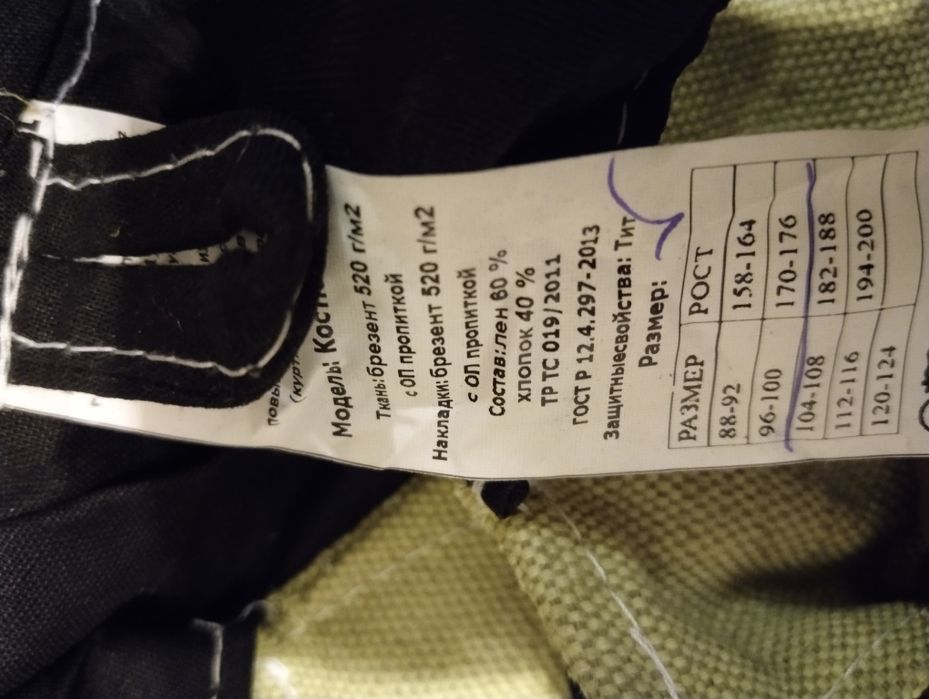 (курт
Модель: Кост
Ткань:брезент 520 г/м2
с ОП пропиткой
Накладки:брезент 520 г/м2
с ОП пропиткой
Состав:лен 60 %
хлопок 40 %
ТР ТС 019/2011
ГОСТ Р 12.4.297-2013
Защитныесвойства: Тит
Размер:
РАЗМЕР РОСТ
88-92 158-164
96-100 170-176
104-108 182-188
112-116 194-200
120-124